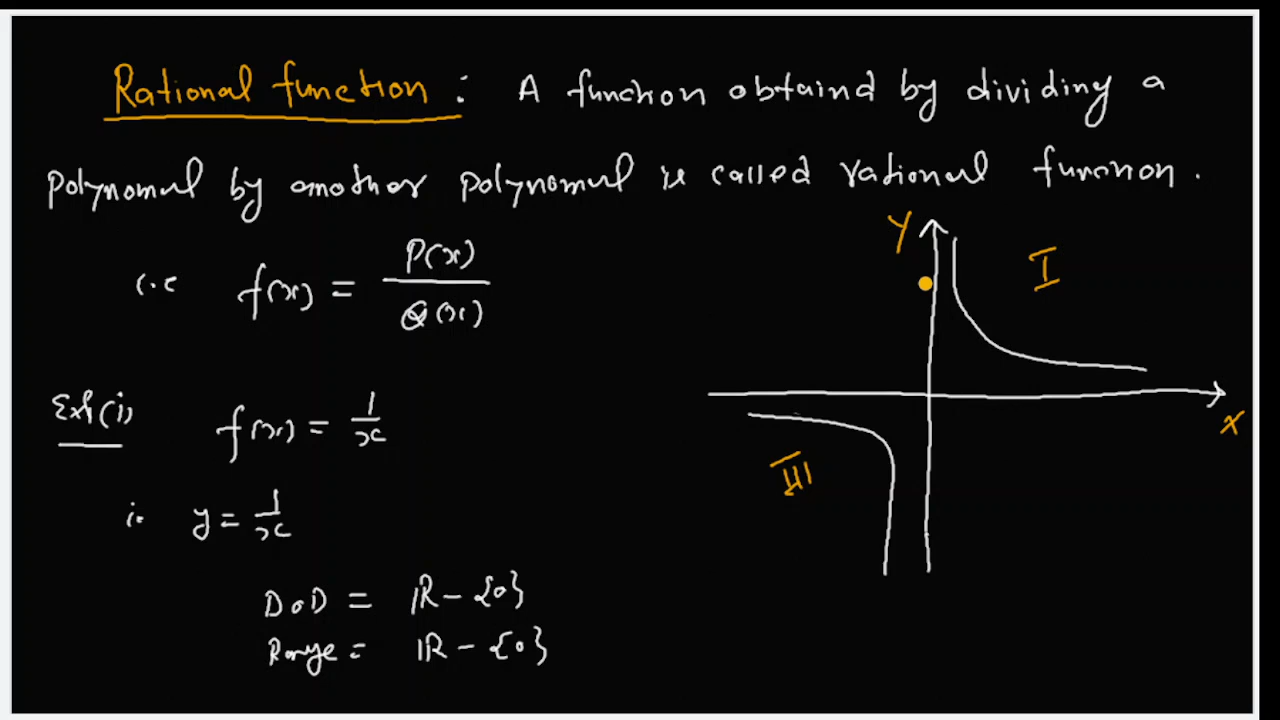 Rational function : A function obtaind by dividing a
polynomial by another polynomial is called rational function.
i.e f(x) = P(x)/Q(x)
Y
I
Ex(i) f(x) = 1/x
X
III
i.e y = 1/x
DoD = ℝ - {0}
Range = ℝ - {0}